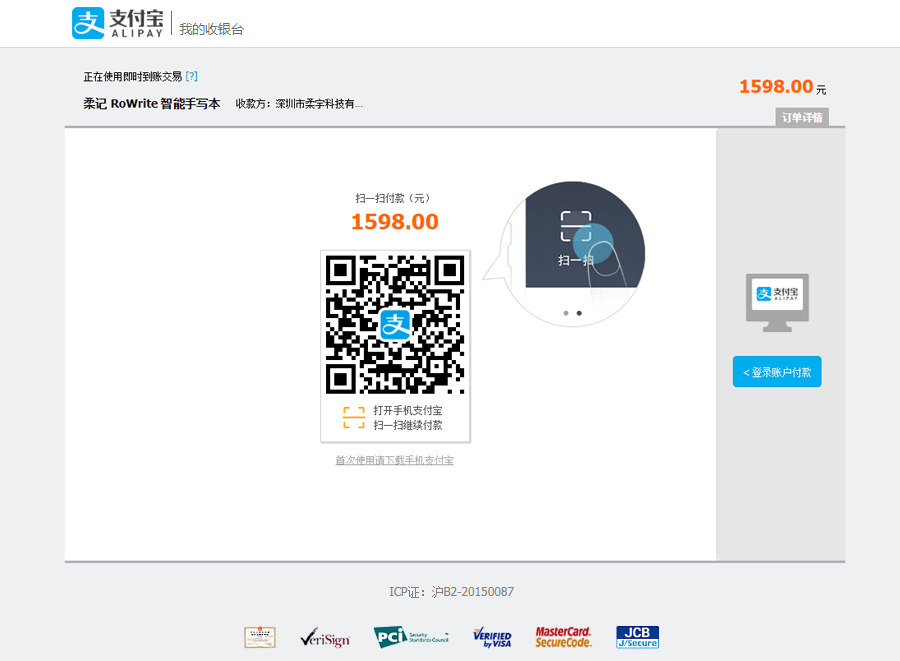 支付宝
ALIPAY
我的收银台
正在使用即时到账交易 [?]
柔记 RoWrite 智能手写本 收款方：深圳市柔宇科技有...
1598.00 元
订单详情
扫一扫付款（元）
1598.00
扫一扫
支
打开手机支付宝
扫一扫继续付款
首次使用请下载手机支付宝
支付宝
ALIPAY
< 登录账户付款
ICP证：沪B2-20150087
VeriSign
PCI Security Standards Council
VERIFIED by VISA
MasterCard. SecureCode.
JCB
J/Secure